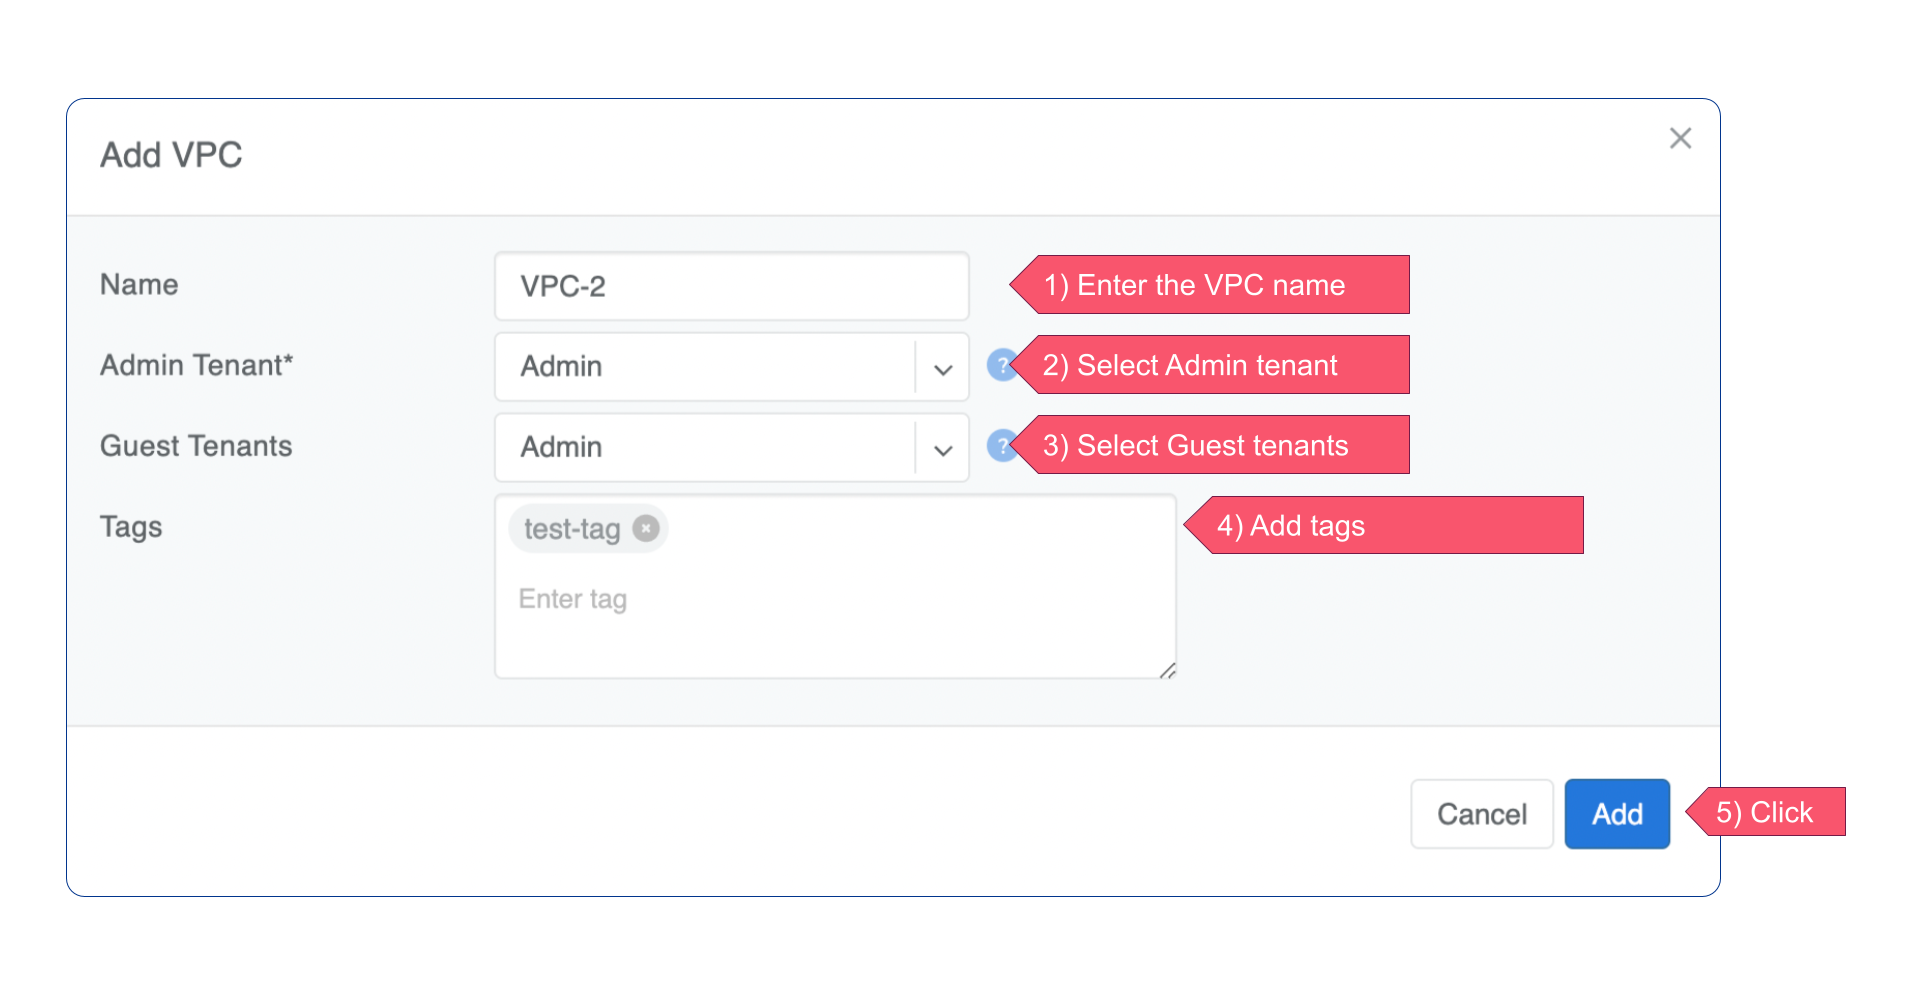 Add VPC
Name
VPC-2
1) Enter the VPC name
Admin Tenant*
Admin
?
2) Select Admin tenant
Guest Tenants
Admin
?
3) Select Guest tenants
Tags
test-tag
4) Add tags
Enter tag
Cancel
Add
5) Click